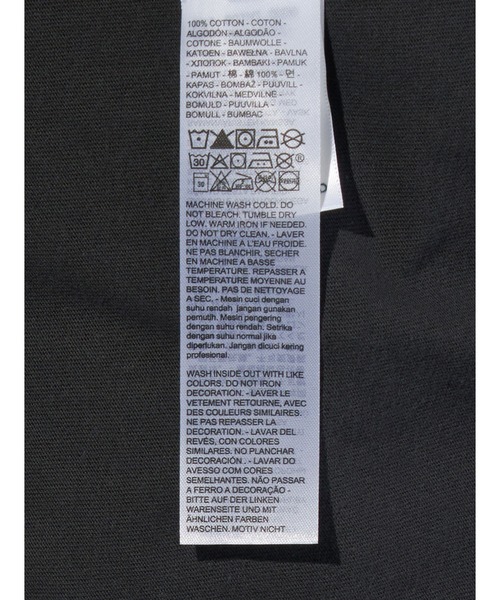 100% COTTON - COTON -
ALGODÓN - ALGODÃO -
COTONE - BAUMWOLLE -
KATOEN - BAWEŁNA - BAVLNA
- ХЛОПОК - BAMBAKI - PAMUK
- PAMUT - 棉 - 綿 100% - 면 -
KAPAS - BOMBAŽ - PUUVILL -
KOKVILNA - MEDVILNE -
BOMULD - PUUVILLA -
BOMULL - BUMBAC
30
®
30
MACHINE WASH COLD. DO
NOT BLEACH. TUMBLE DRY
LOW. WARM IRON IF NEEDED.
DO NOT DRY CLEAN. - LAVER
EN MACHINE A L'EAU FROIDE.
NE PAS BLANCHIR. SECHER
EN MACHINE A BASSE
TEMPERATURE. REPASSER A
TEMPERATURE MOYENNE AU
BESOIN. PAS DE NETTOYAGE
A SEC. - Mesin cuci dengan
suhu rendah jangan gunakan
pemutih. Mesin pengering
dengan suhu rendah. Setrika
dengan suhu normal jika
diperlukan. Jangan dicuci kering
profesional.
WASH INSIDE OUT WITH LIKE
COLORS. DO NOT IRON
DECORATION. - LAVER LE
VETEMENT RETOURNE, AVEC
DES COULEURS SIMILAIRES.
NE PAS REPASSER LA
DECORATION. - LAVAR DEL
REVÉS, CON COLORES
SIMILARES. NO PLANCHAR
DECORACIÓN. - LAVAR DO
AVESSO COM CORES
SEMELHANTES. NÃO PASSAR
A FERRO A DECORAÇÃO -
BITTE AUF DER LINKEN
WARENSEITE UND MIT
ÄHNLICHEN FARBEN
WASCHEN. MOTIV NICHT